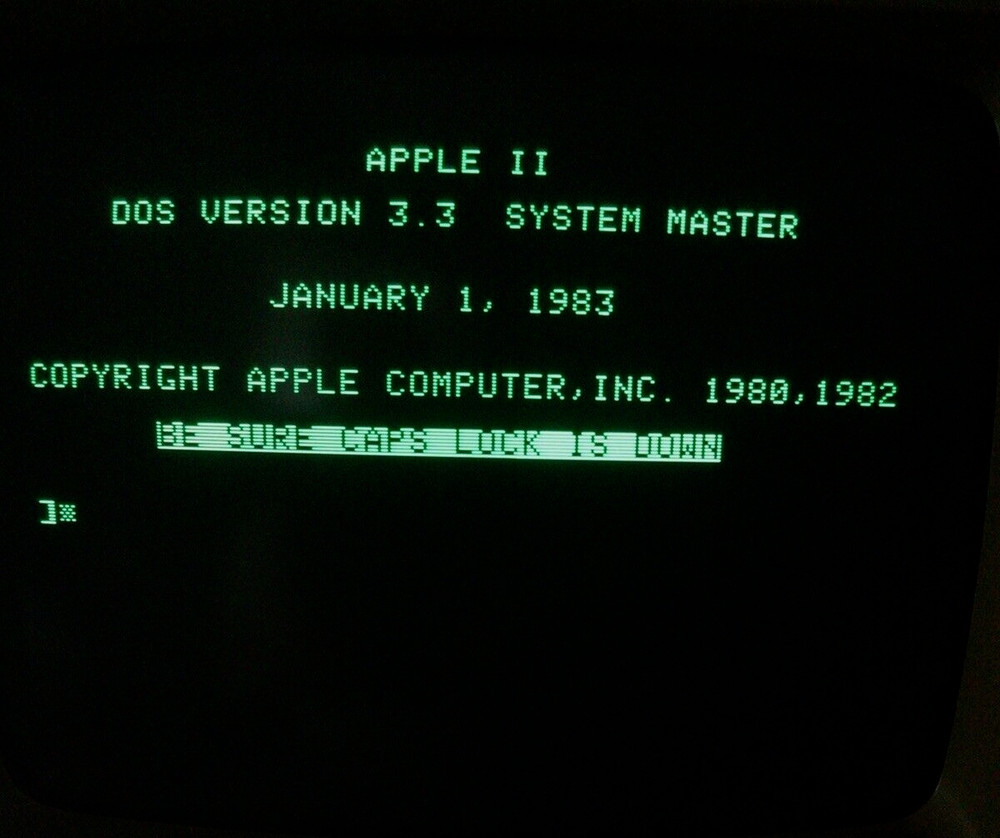 APPLE II
DOS VERSION 3.3 SYSTEM MASTER
JANUARY 1, 1983
COPYRIGHT APPLE COMPUTER,INC. 1980,1982
BE SURE CAPS LOCK IS DOWN
]※